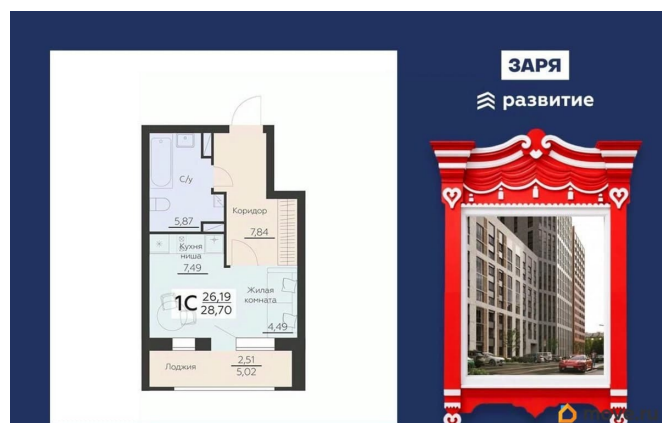 ЗАРЯ
развитие
С/у
5,87
Коридор
7,84
Кухня
ниша
7,49
1С 26,19
28,70
Жилая
комната
4,49
Лоджия
2,51
5,02